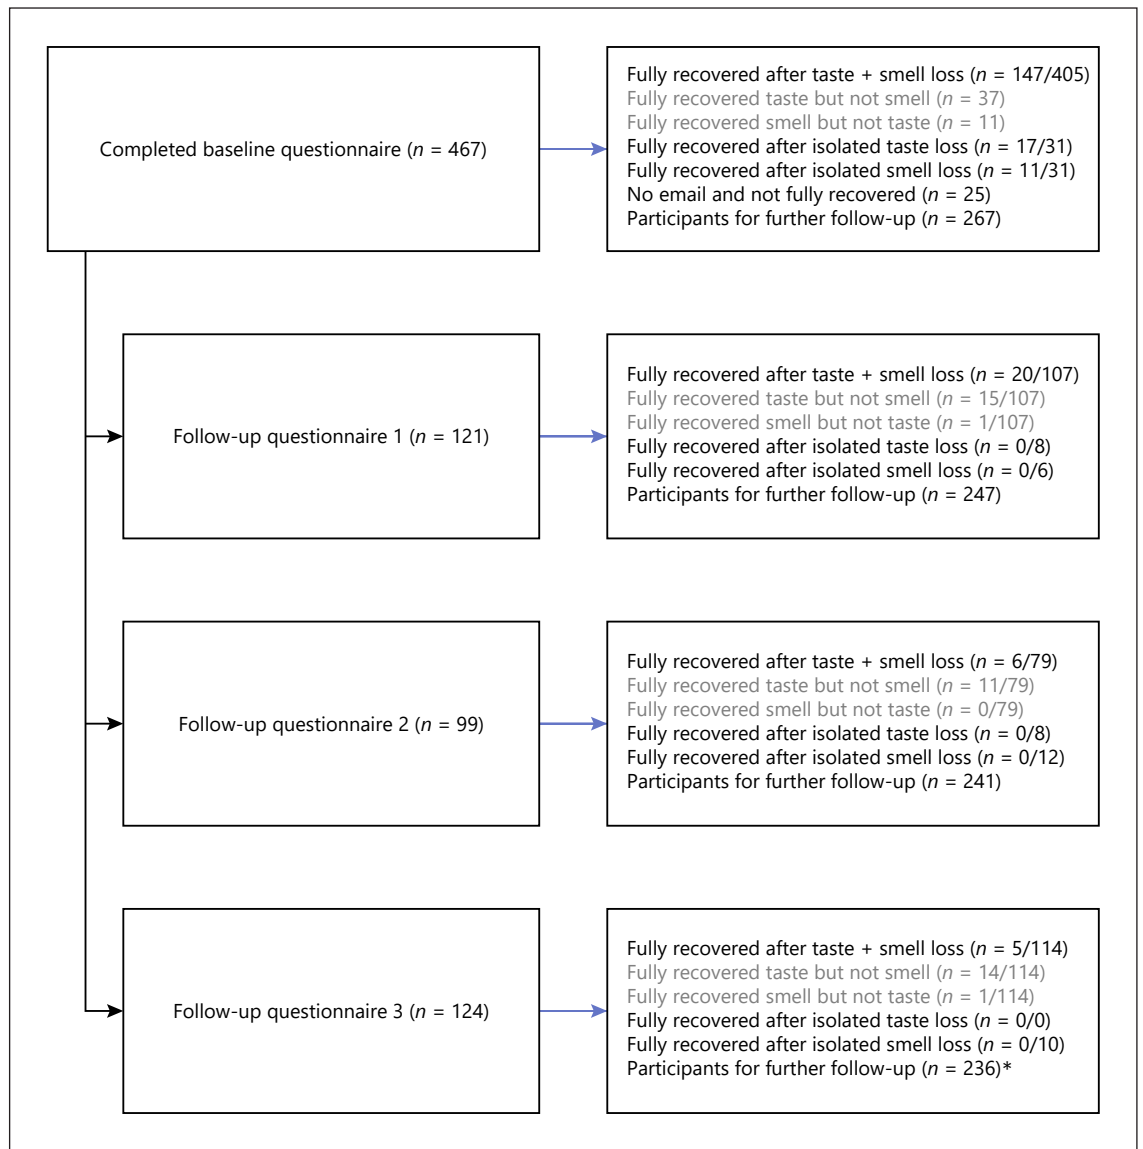 Completed baseline questionnaire (n = 467)
Fully recovered after taste + smell loss (n = 147/405)
Fully recovered taste but not smell (n = 37)
Fully recovered smell but not taste (n = 11)
Fully recovered after isolated taste loss (n = 17/31)
Fully recovered after isolated smell loss (n = 11/31)
No email and not fully recovered (n = 25)
Participants for further follow-up (n = 267)
Follow-up questionnaire 1 (n = 121)
Fully recovered after taste + smell loss (n = 20/107)
Fully recovered taste but not smell (n = 15/107)
Fully recovered smell but not taste (n = 1/107)
Fully recovered after isolated taste loss (n = 0/8)
Fully recovered after isolated smell loss (n = 0/6)
Participants for further follow-up (n = 247)
Follow-up questionnaire 2 (n = 99)
Fully recovered after taste + smell loss (n = 6/79)
Fully recovered taste but not smell (n = 11/79)
Fully recovered smell but not taste (n = 0/79)
Fully recovered after isolated taste loss (n = 0/8)
Fully recovered after isolated smell loss (n = 0/12)
Participants for further follow-up (n = 241)
Follow-up questionnaire 3 (n = 124)
Fully recovered after taste + smell loss (n = 5/114)
Fully recovered taste but not smell (n = 14/114)
Fully recovered smell but not taste (n = 1/114)
Fully recovered after isolated taste loss (n = 0/0)
Fully recovered after isolated smell loss (n = 0/10)
Participants for further follow-up (n = 236)*